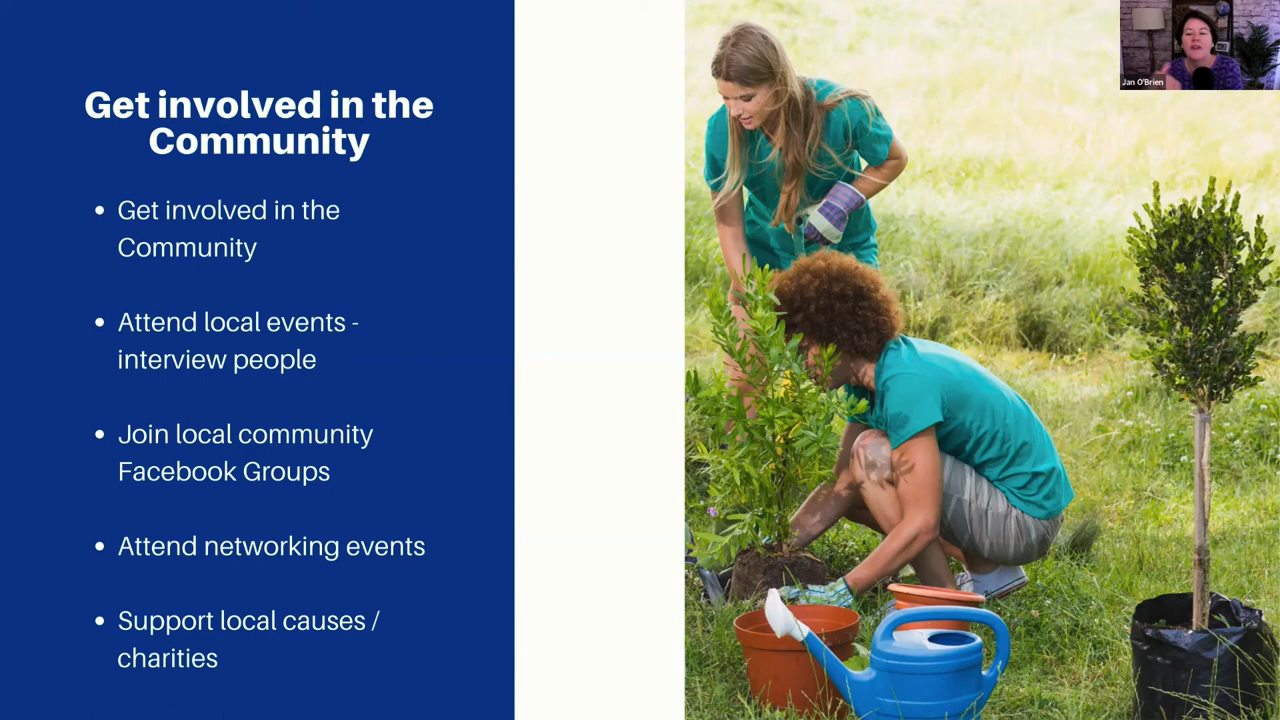 Get involved in the
Community
• Get involved in the
Community
• Attend local events -
interview people
• Join local community
Facebook Groups
• Attend networking events
• Support local causes /
charities
Jan O'Brien